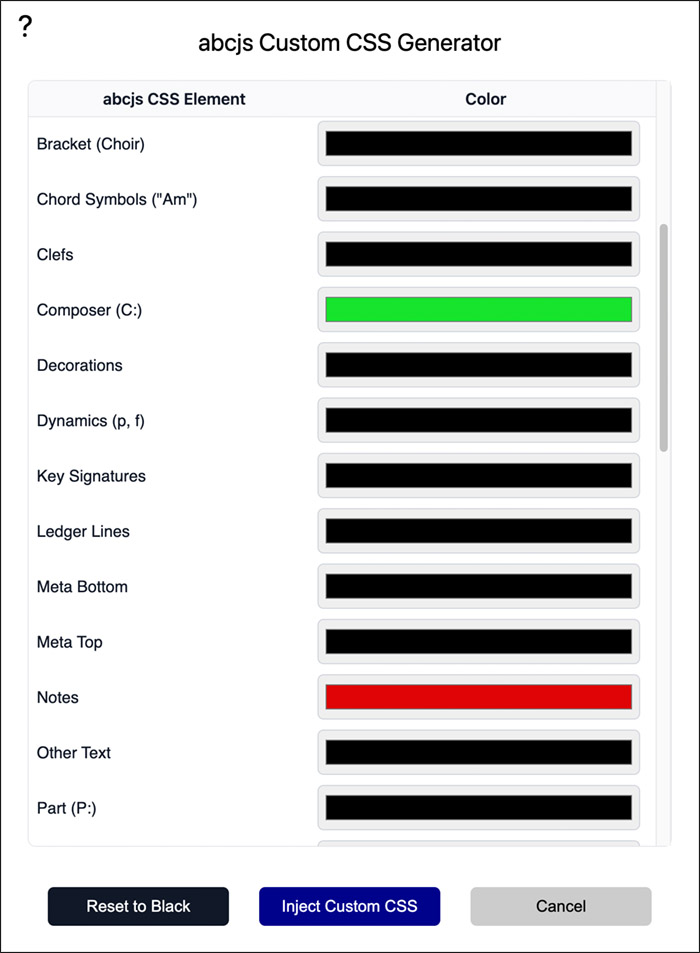 ?
abcjs Custom CSS Generator
abcjs CSS Element Color
Bracket (Choir)
Chord Symbols ("Am")
Clefs
Composer (C:)
Decorations
Dynamics (p, f)
Key Signatures
Ledger Lines
Meta Bottom
Meta Top
Notes
Other Text
Part (P:)
Reset to Black Inject Custom CSS Cancel